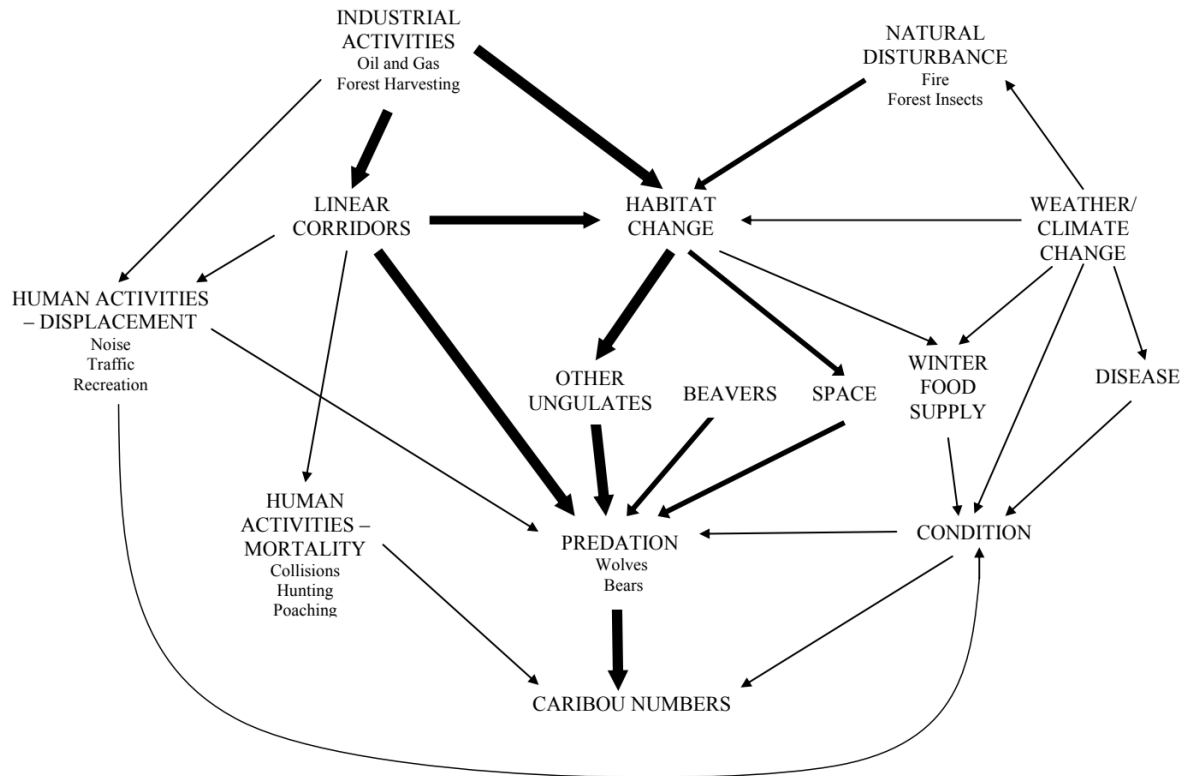 INDUSTRIAL
ACTIVITIES
Oil and Gas
Forest Harvesting
NATURAL
DISTURBANCE
Fire
Forest Insects
LINEAR
CORRIDORS
HABITAT
CHANGE
WEATHER/
CLIMATE
CHANGE
HUMAN ACTIVITIES
– DISPLACEMENT
Noise
Traffic
Recreation
OTHER
UNGULATES
BEAVERS
SPACE
WINTER
FOOD
SUPPLY
DISEASE
HUMAN
ACTIVITIES –
MORTALITY
Collisions
Hunting
Poaching
PREDATION
Wolves
Bears
CONDITION
CARIBOU NUMBERS